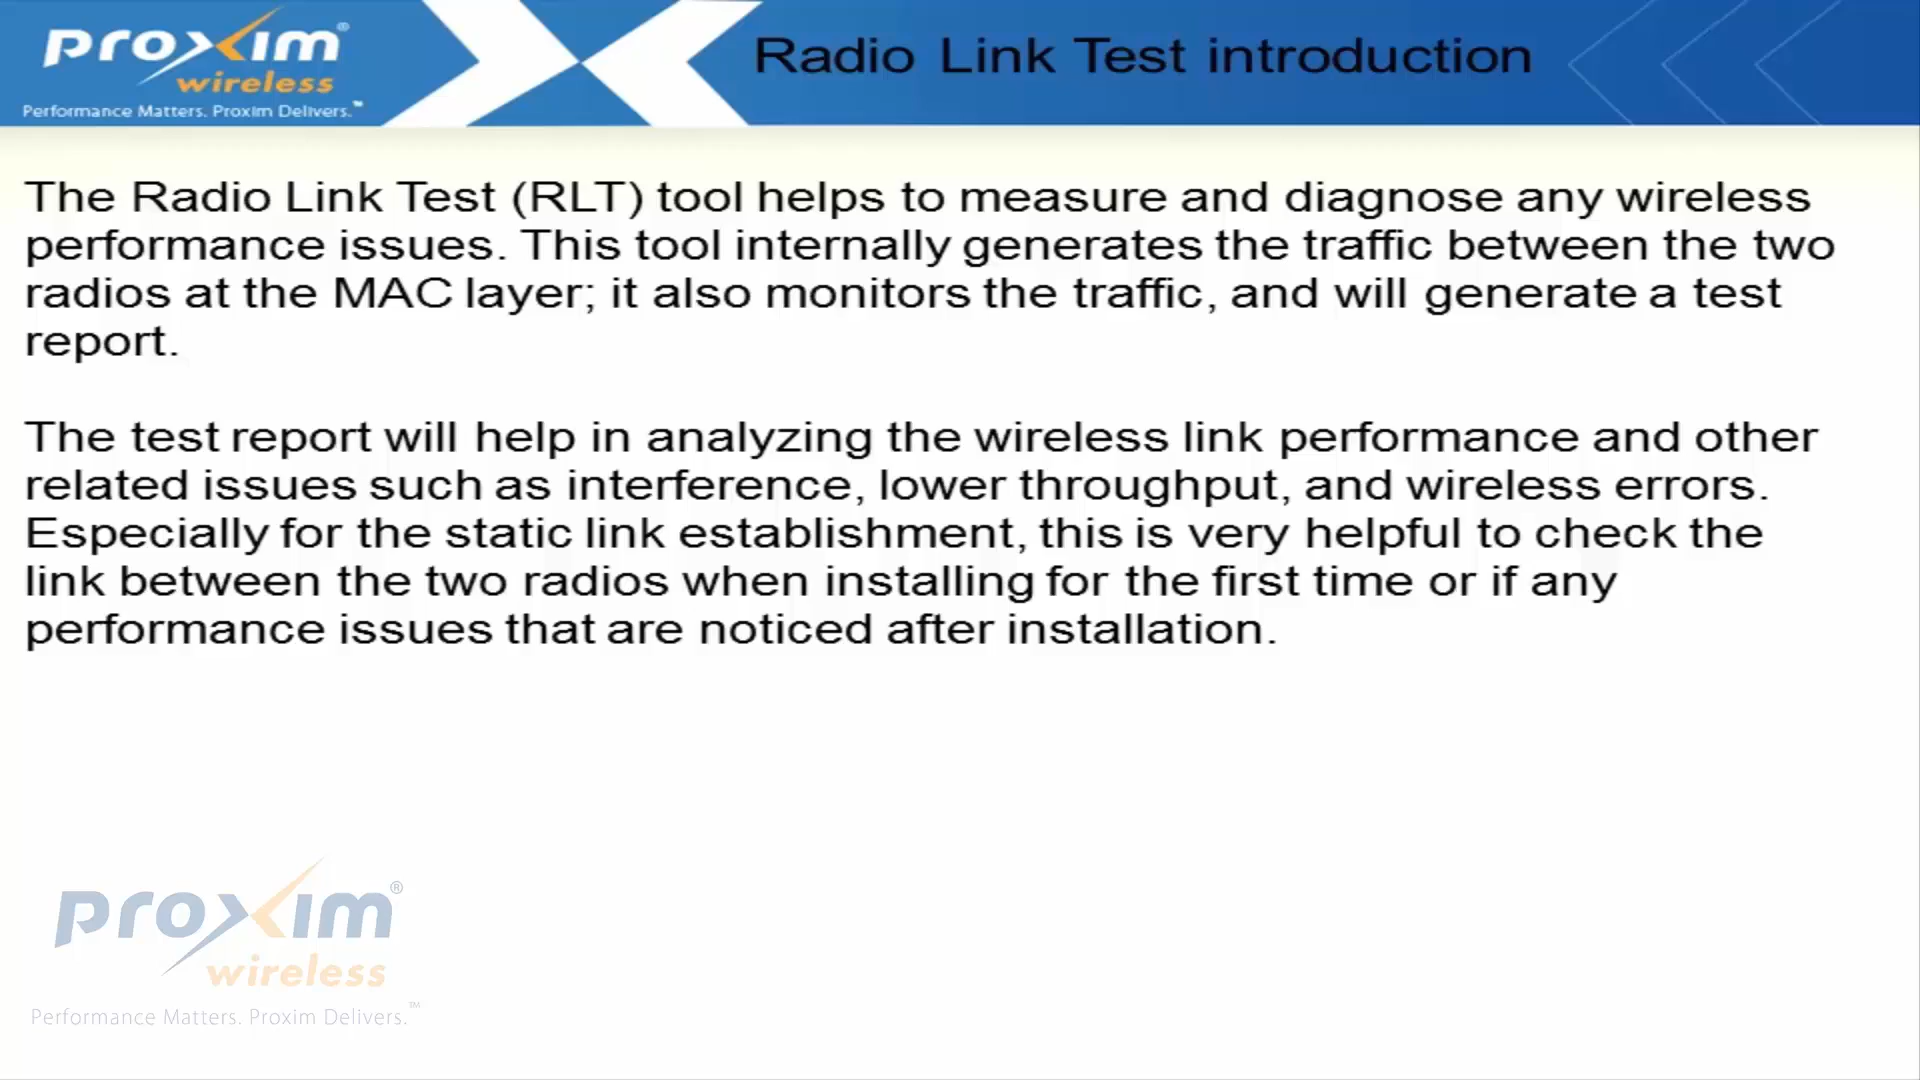 proxim®
wireless
Performance Matters. Proxim Delivers.™
Radio Link Test introduction
The Radio Link Test (RLT) tool helps to measure and diagnose any wireless
performance issues. This tool internally generates the traffic between the two
radios at the MAC layer; it also monitors the traffic, and will generate a test
report.
The test report will help in analyzing the wireless link performance and other
related issues such as interference, lower throughput, and wireless errors.
Especially for the static link establishment, this is very helpful to check the
link between the two radios when installing for the first time or if any
performance issues that are noticed after installation.
proxim®
wireless
Performance Matters. Proxim Delivers.™